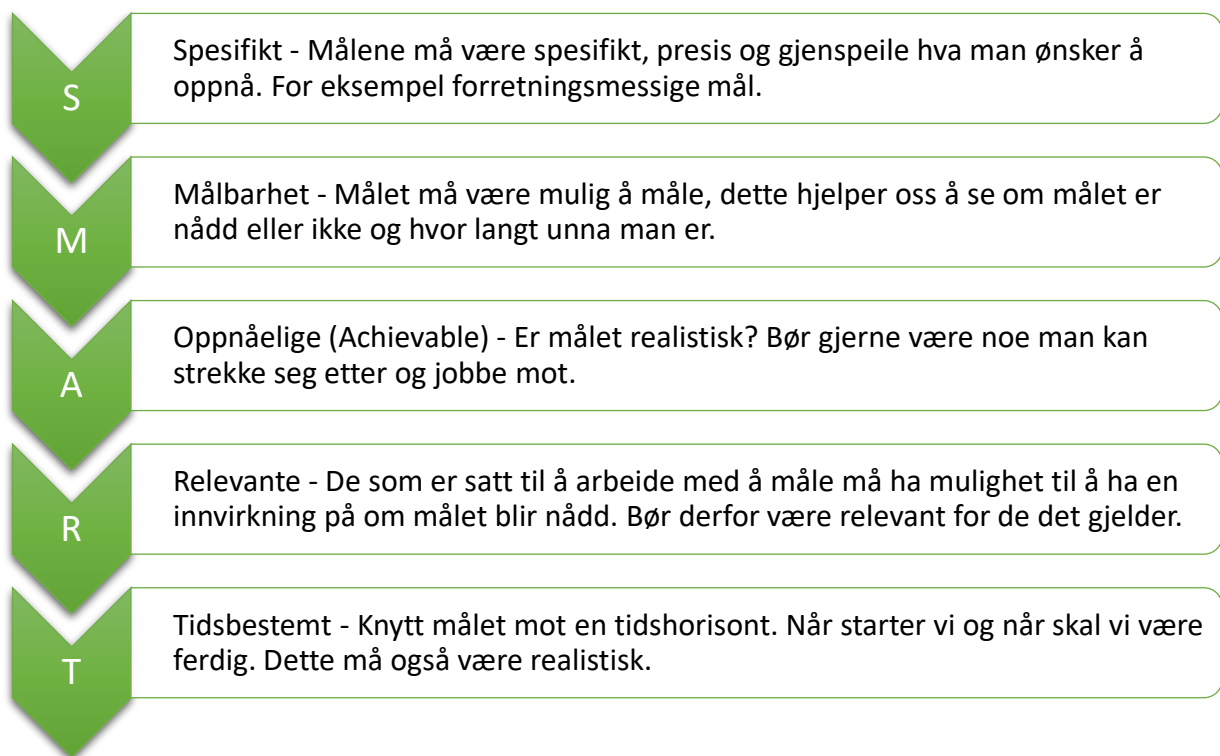 S
Spesifikt - Målene må være spesifikt, presis og gjenspeile hva man ønsker å
oppnå. For eksempel forretningsmessige mål.
M
Målbarhet - Målet må være mulig å måle, dette hjelper oss å se om målet er
nådd eller ikke og hvor langt unna man er.
A
Oppnåelige (Achievable) - Er målet realistisk? Bør gjerne være noe man kan
strekke seg etter og jobbe mot.
R
Relevante - De som er satt til å arbeide med å måle må ha mulighet til å ha en
innvirkning på om målet blir nådd. Bør derfor være relevant for de det gjelder.
T
Tidsbestemt - Knytt målet mot en tidshorisont. Når starter vi og når skal vi være
ferdig. Dette må også være realistisk.